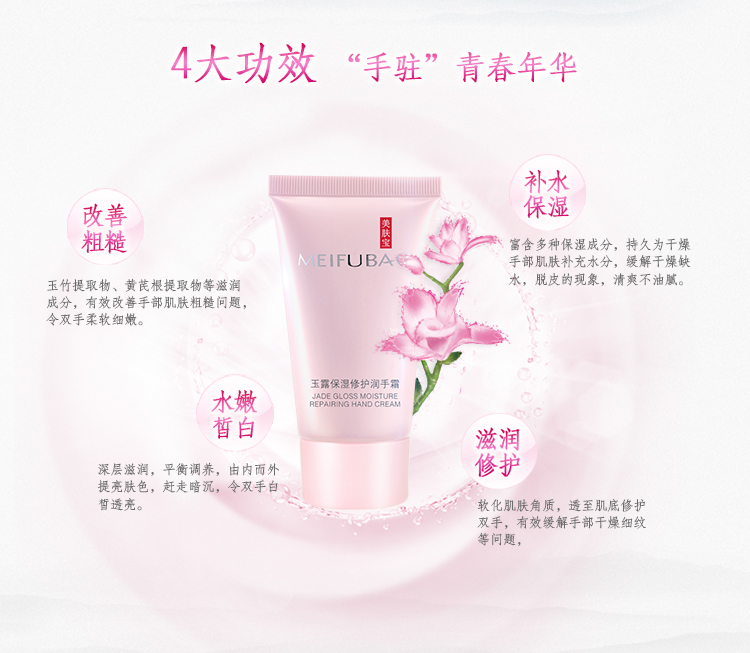 4大功效 “手驻”青春年华
改善
粗糙
玉竹提取物、黄芪根提取物等滋润
成分，有效改善手部肌肤粗糙问题，
令双手柔软细嫩。
补水
保湿
富含多种保湿成分，持久为干燥
手部肌肤补充水分，缓解干燥缺
水，脱皮的现象，清爽不油腻。
美肤宝
MEIFUBAO
玉露保湿修护润手霜
JADE GLOSS MOISTURE
REPAIRING HAND CREAM
水嫩
皙白
深层滋润，平衡调养，由内而外
提亮肤色，赶走暗沉，令双手白
皙透亮。
滋润
修护
软化肌肤角质，透至肌底修护
双手，有效缓解手部干燥细纹
等问题，